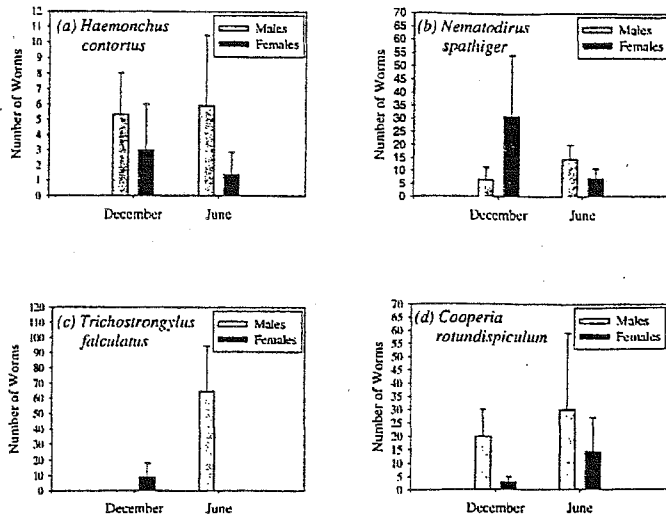 (a) Haemonchus
contortus
Males
Females
Number of Worms
12
11
10
9
8
7
6
5
4
3
2
1
0
December June
(b) Nematodirus
spathiger
Males
Females
Number of Worms
70
65
60
55
50
45
40
35
30
25
20
15
10
5
0
December June
(c) Trichostrongylus
falculatus
Males
Females
Number of Worms
120
110
100
90
80
70
60
50
40
30
20
10
0
December June
(d) Cooperia
rotundispiculum
Males
Females
Number of Worms
70
65
60
55
50
45
40
35
30
25
20
15
10
5
0
December June